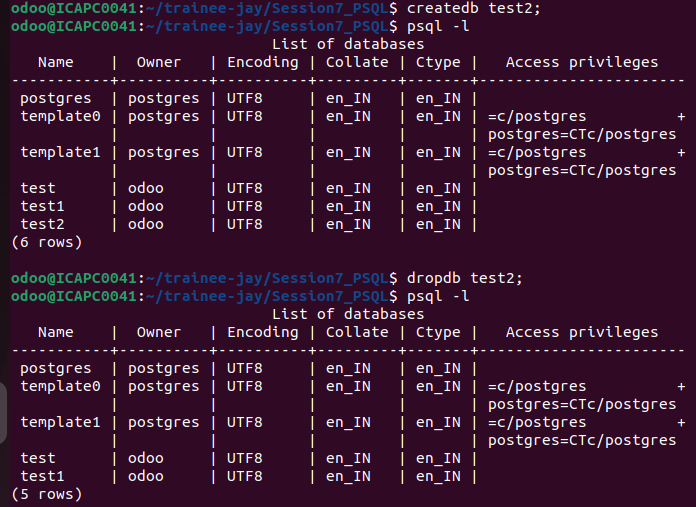 odoo@ICAPC0041:~/trainee-jay/Session7_PSQL$ createdb test2;
odoo@ICAPC0041:~/trainee-jay/Session7_PSQL$ psql -l
                                List of databases
   Name    |  Owner   | Encoding | Collate | Ctype |   Access privileges
-----------+----------+----------+---------+-------+-----------------------
 postgres  | postgres | UTF8     | en_IN   | en_IN |
 template0 | postgres | UTF8     | en_IN   | en_IN | =c/postgres          +
           |          |          |         |       | postgres=CTc/postgres
 template1 | postgres | UTF8     | en_IN   | en_IN | =c/postgres          +
           |          |          |         |       | postgres=CTc/postgres
 test      | odoo     | UTF8     | en_IN   | en_IN |
 test1     | odoo     | UTF8     | en_IN   | en_IN |
 test2     | odoo     | UTF8     | en_IN   | en_IN |
(6 rows)

odoo@ICAPC0041:~/trainee-jay/Session7_PSQL$ dropdb test2;
odoo@ICAPC0041:~/trainee-jay/Session7_PSQL$ psql -l
                                List of databases
   Name    |  Owner   | Encoding | Collate | Ctype |   Access privileges
-----------+----------+----------+---------+-------+-----------------------
 postgres  | postgres | UTF8     | en_IN   | en_IN |
 template0 | postgres | UTF8     | en_IN   | en_IN | =c/postgres          +
           |          |          |         |       | postgres=CTc/postgres
 template1 | postgres | UTF8     | en_IN   | en_IN | =c/postgres          +
           |          |          |         |       | postgres=CTc/postgres
 test      | odoo     | UTF8     | en_IN   | en_IN |
 test1     | odoo     | UTF8     | en_IN   | en_IN |
(5 rows)